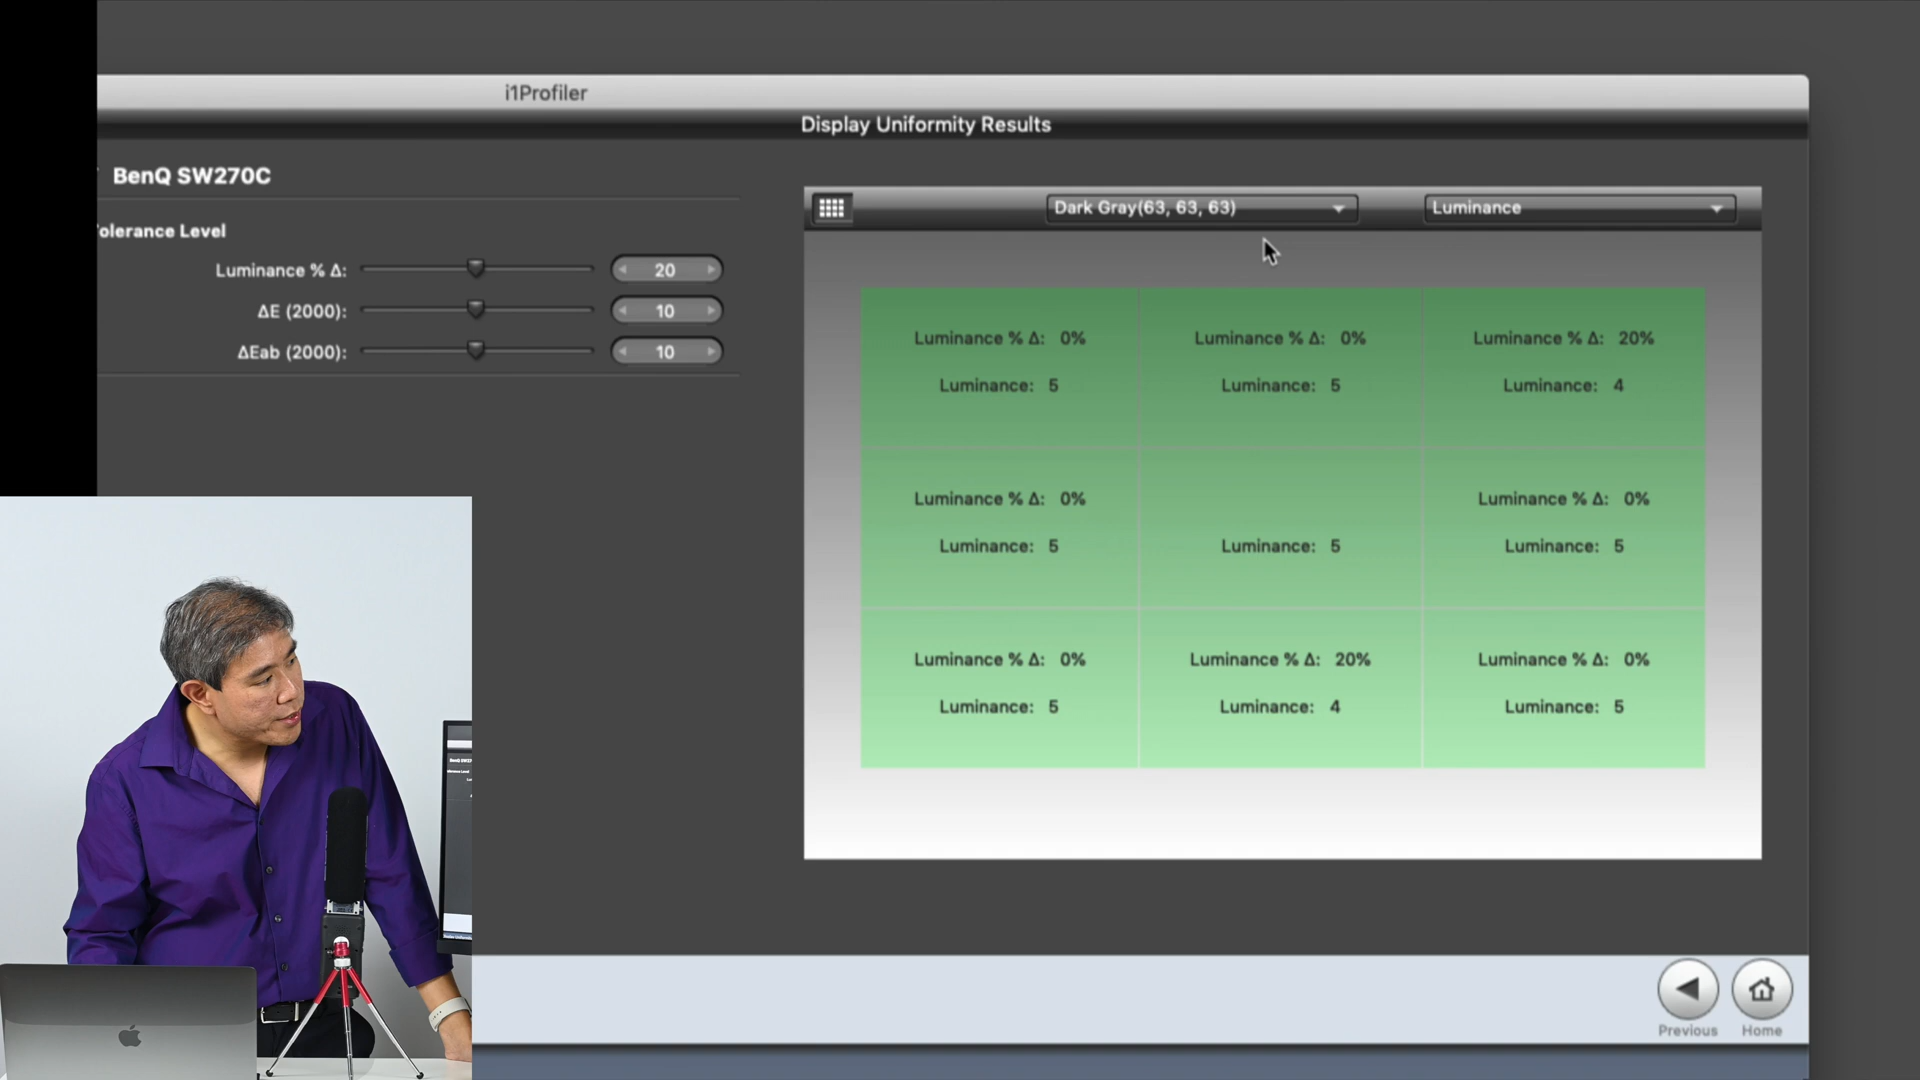 i1Profiler
Display Uniformity Results
BenQ SW270C
olerance Level
Luminance % Δ: 20
ΔE (2000): 10
ΔEab (2000): 10
Dark Gray(63, 63, 63)
Luminance
Luminance % Δ: 0%
Luminance: 5
Luminance % Δ: 0%
Luminance: 5
Luminance % Δ: 20%
Luminance: 4
Luminance % Δ: 0%
Luminance: 5
Luminance: 5
Luminance % Δ: 0%
Luminance: 5
Luminance % Δ: 0%
Luminance: 5
Luminance % Δ: 20%
Luminance: 4
Luminance % Δ: 0%
Luminance: 5
Previous
Home